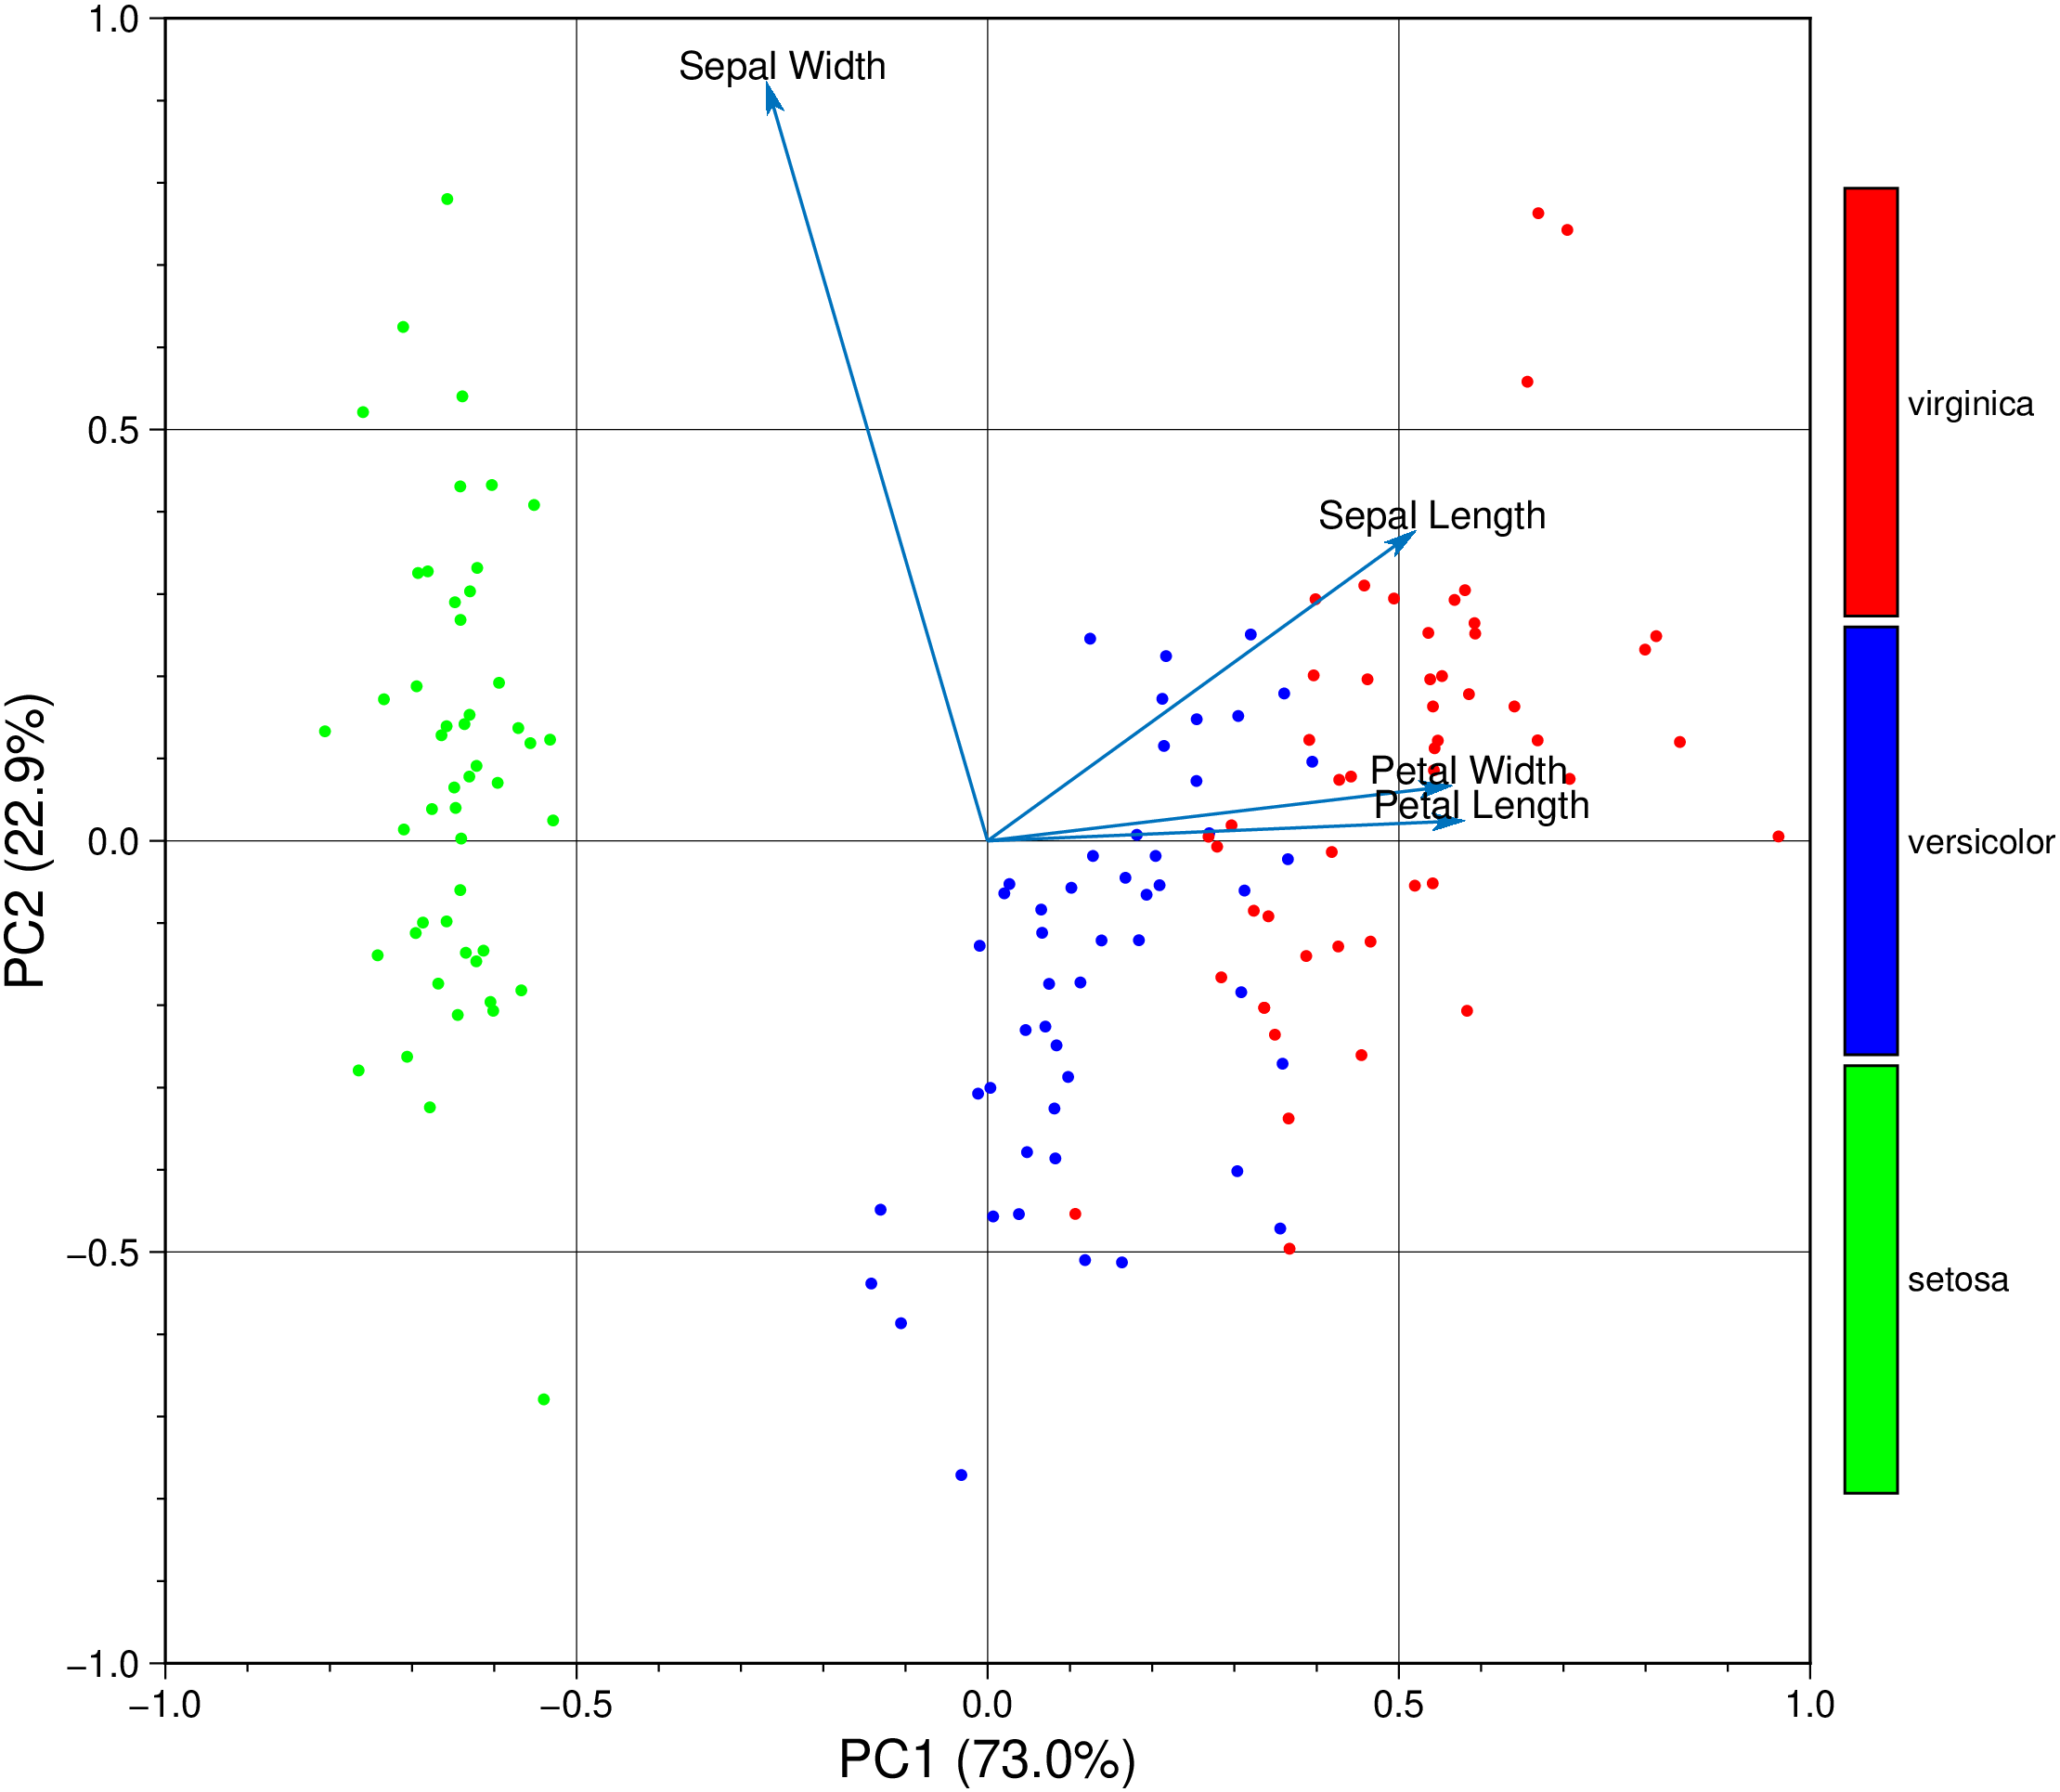 1.0
0.5
0.0
−0.5
−1.0
PC2 (22.9%)
Sepal Width
Sepal Length
Petal Width
Petal Length
−1.0
−0.5
0.0
0.5
1.0
PC1 (73.0%)
virginica
versicolor
setosa